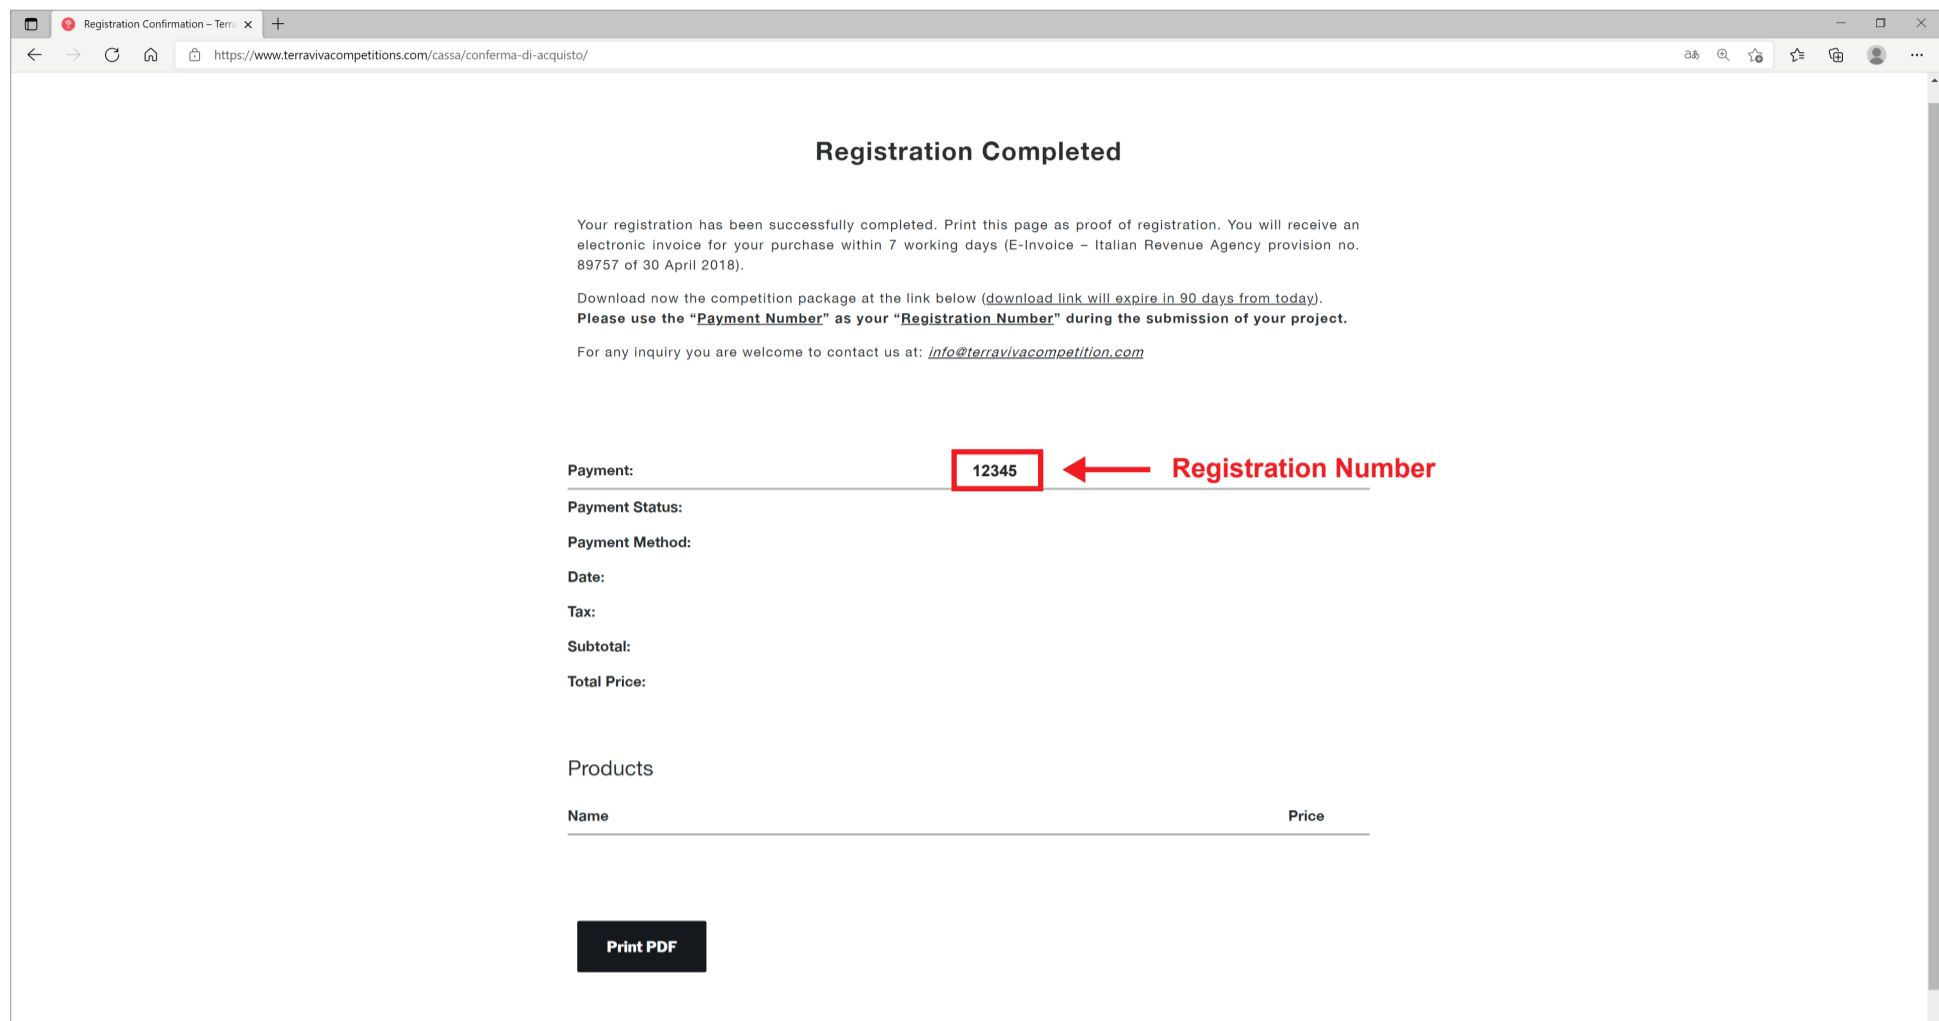 Registration Confirmation – Terr
https://www.terravivacompetitions.com/cassa/conferma-di-acquisto/
aあ
Registration Completed
Your registration has been successfully completed. Print this page as proof of registration. You will receive an
electronic invoice for your purchase within 7 working days (E-Invoice – Italian Revenue Agency provision no.
89757 of 30 April 2018).
Download now the competition package at the link below (download link will expire in 90 days from today).
Please use the “Payment Number” as your “Registration Number” during the submission of your project.
For any inquiry you are welcome to contact us at: info@terravivacompetition.com
Payment: 12345 Registration Number
Payment Status:
Payment Method:
Date:
Tax:
Subtotal:
Total Price:
Products
Name Price
Print PDF